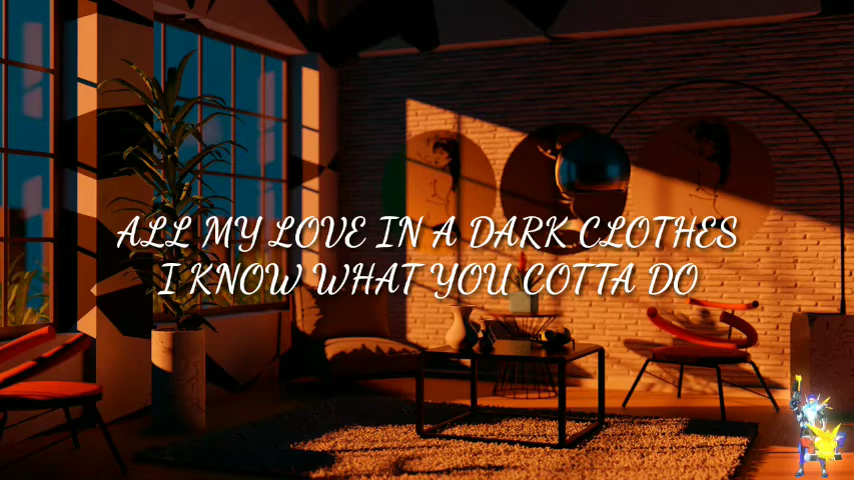 ALL MY LOVE IN A DARK CLOTHES
I KNOW WHAT YOU COTTA DO